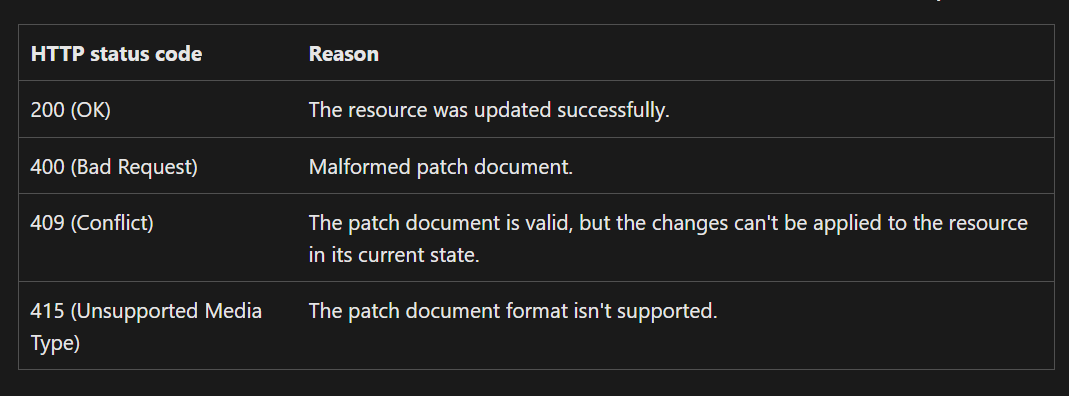 HTTP status code
Reason
200 (OK)
The resource was updated successfully.
400 (Bad Request)
Malformed patch document.
409 (Conflict)
The patch document is valid, but the changes can't be applied to the resource
in its current state.
415 (Unsupported Media
Type)
The patch document format isn't supported.